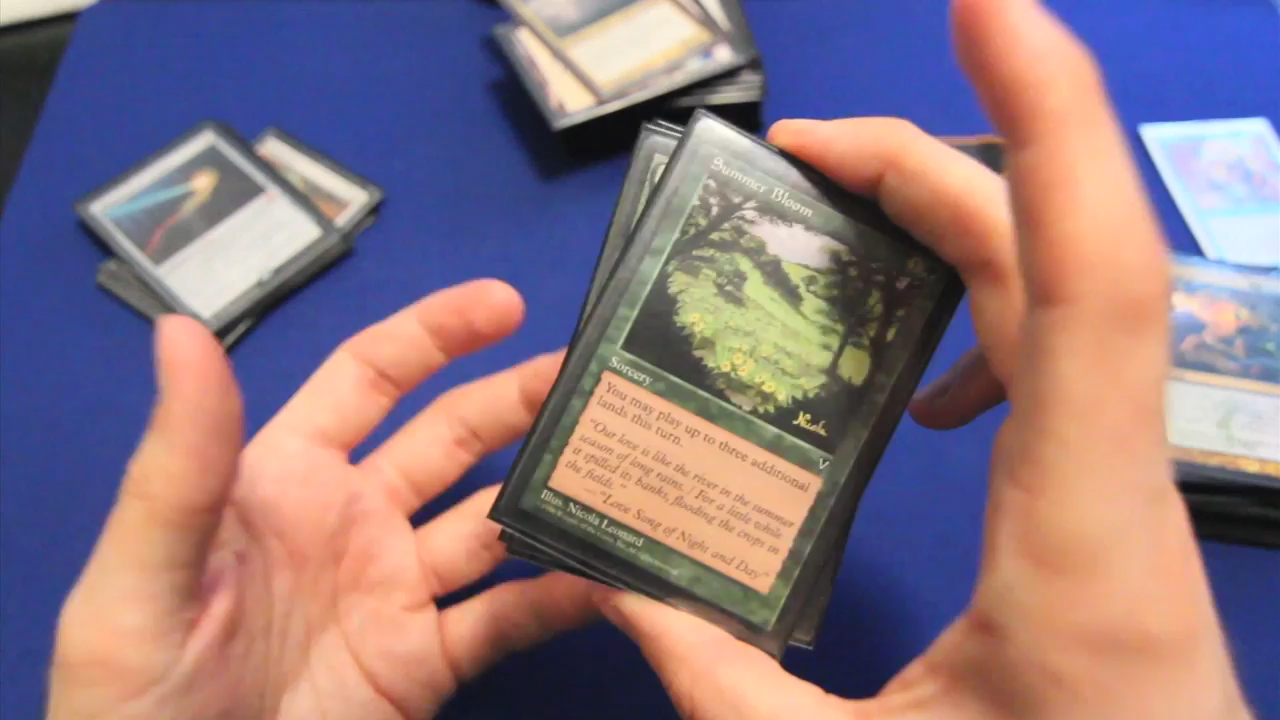 Summer Bloom
Nicola
Sorcery
V
You may play up to three additional
lands this turn.
"Our love is like the river in the summer
season of long rains. / For a little while
it spilled its banks, flooding the crops in
the fields."
—"Love Song of Night and Day"
Illus. Nicola Leonard